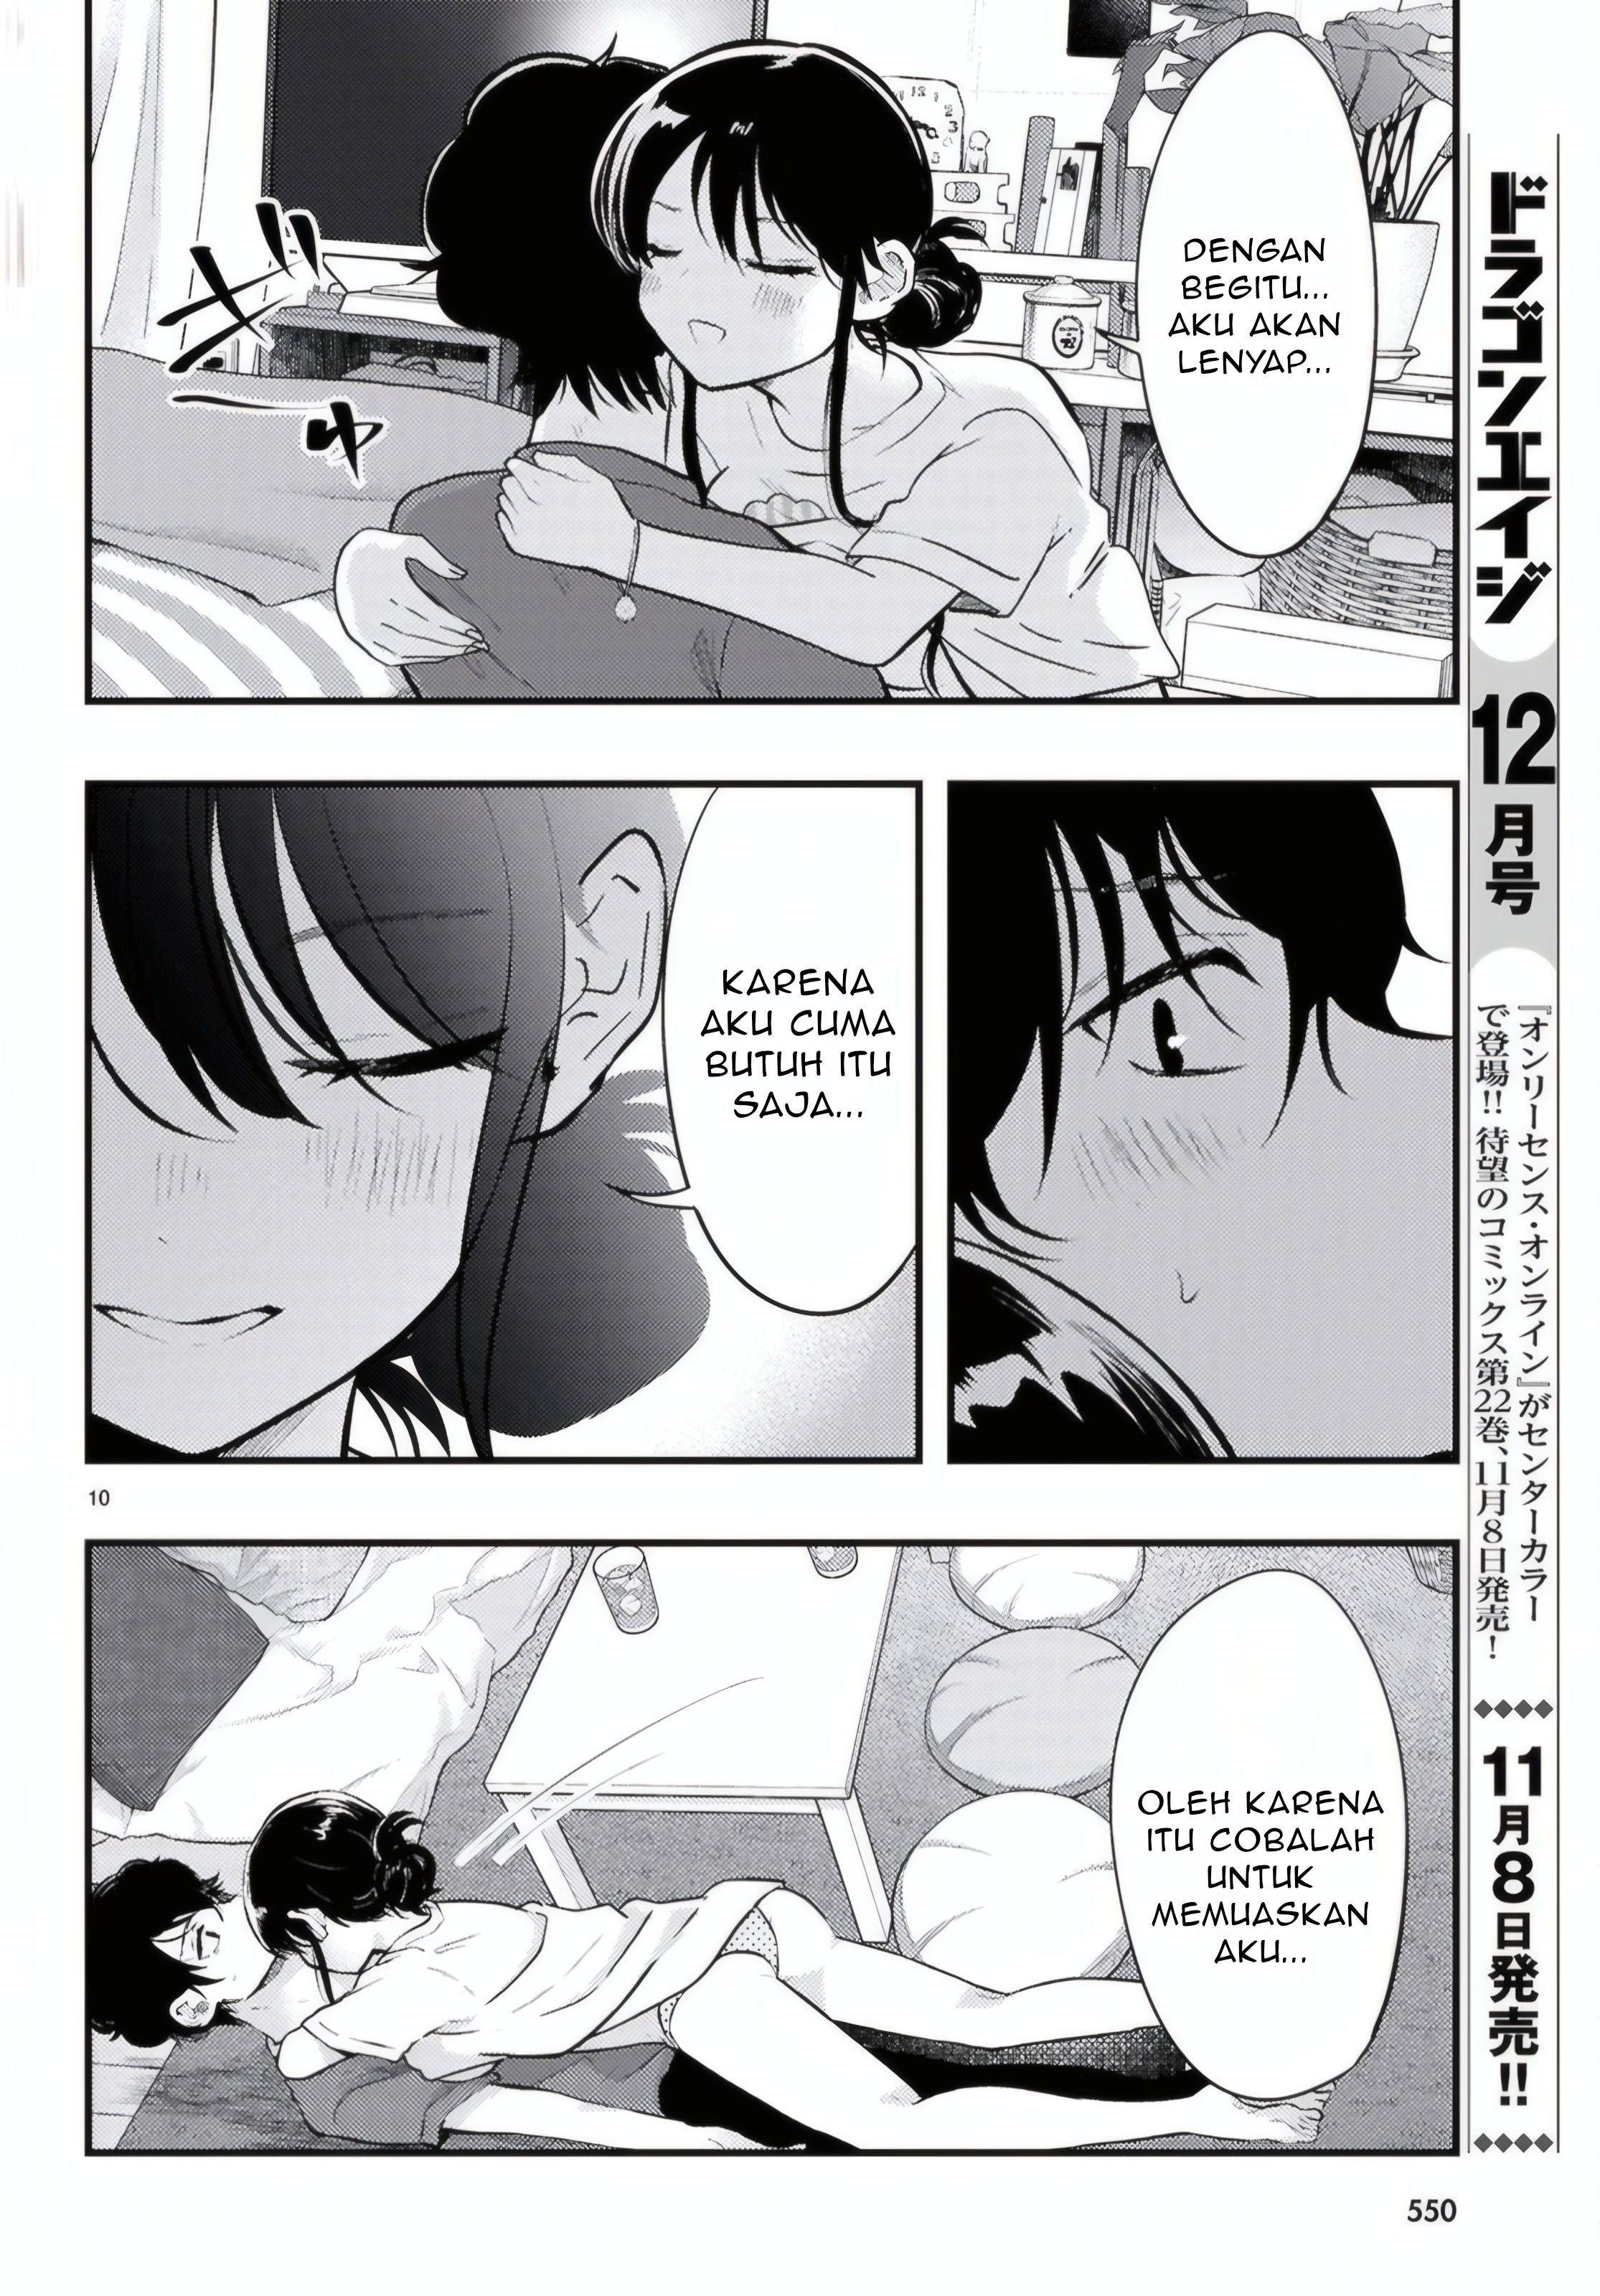 DENGAN
BEGITU...
AKU AKAN
LENYAP...
ギュ
KARENA
AKU CUMA
BUTUH ITU
SAJA...
10
OLEH KARENA
ITU COBALAH
UNTUK
MEMUASKAN
AKU...
ドラゴンエイジ
12月号
『オンリーセンス・オンライン』がセンターカラー
で登場!! 待望のコミックス第22巻、11月8日発売!
11月8日発売!!
550